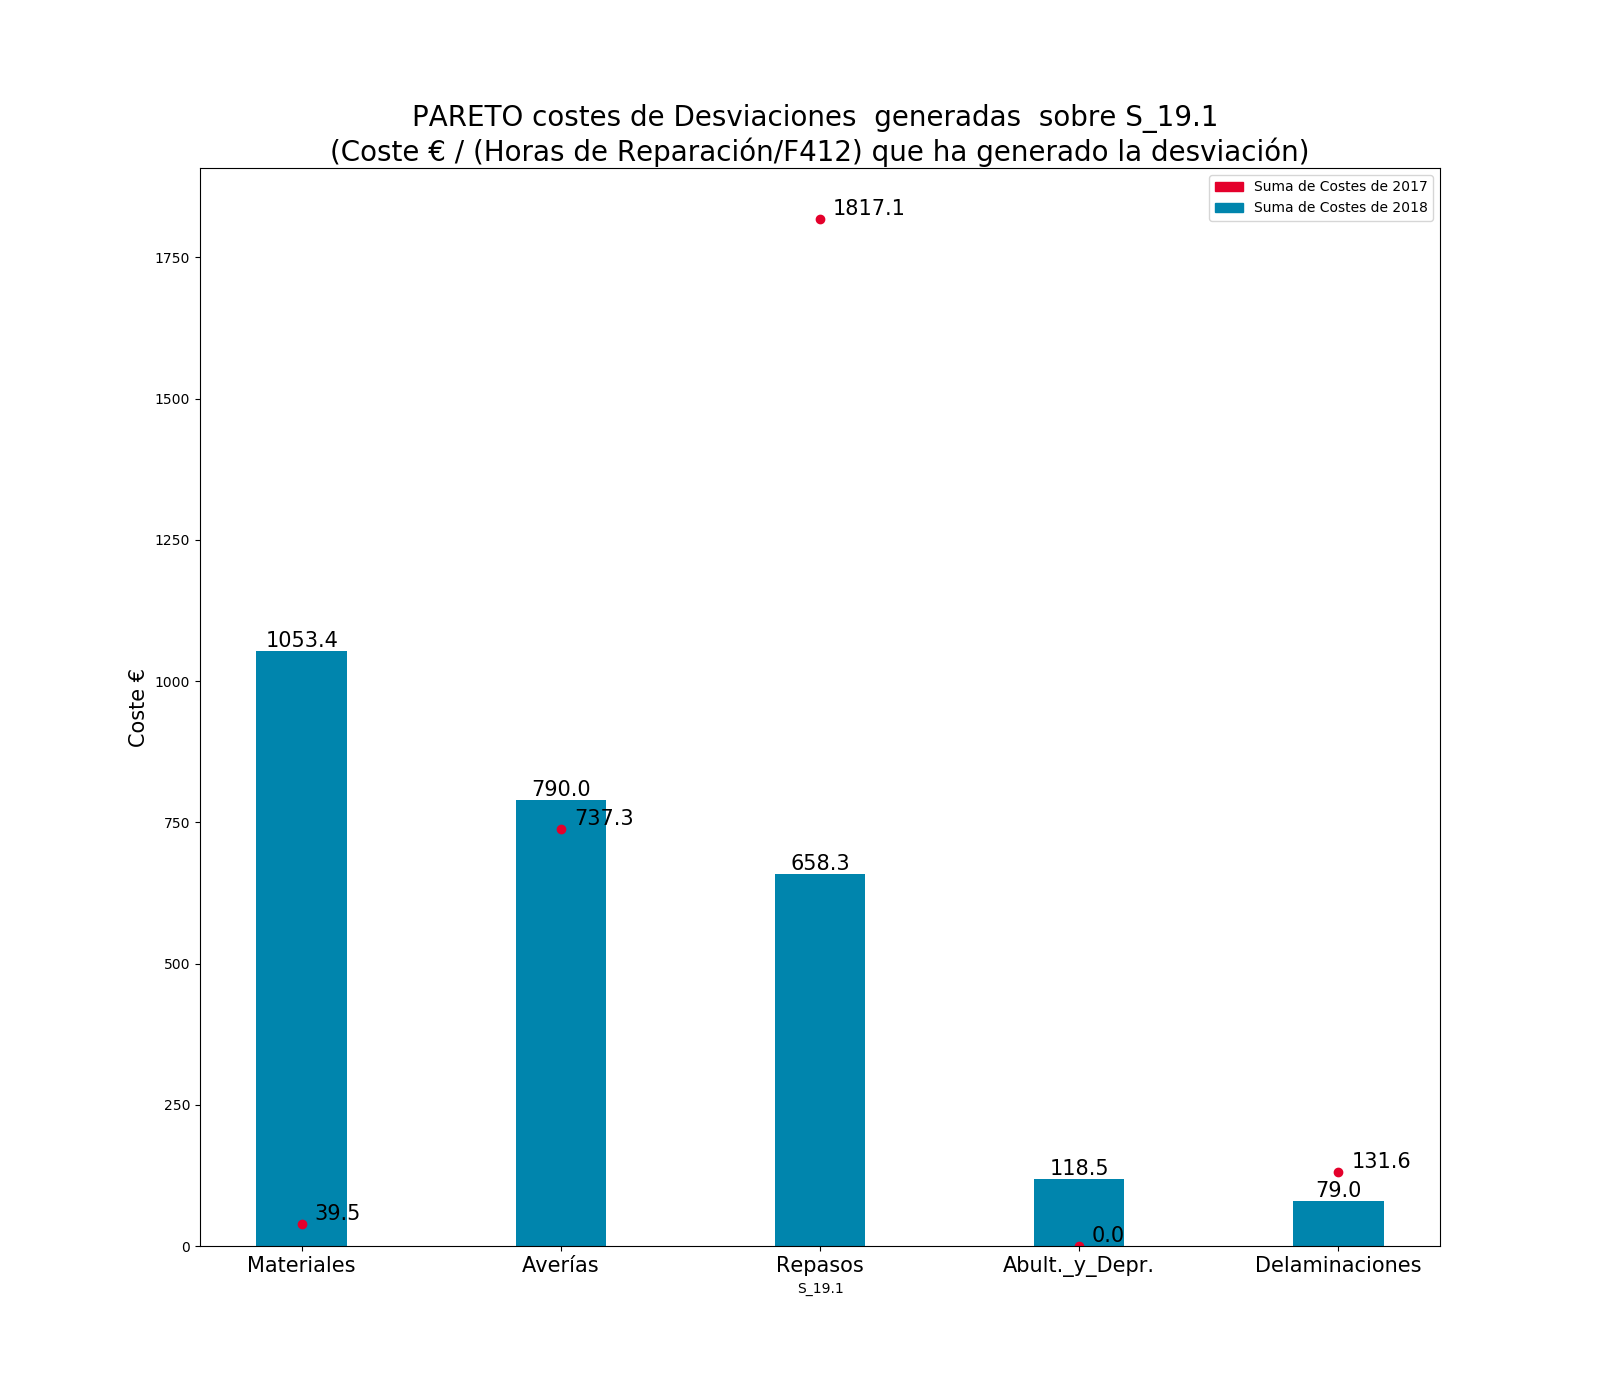 PARETO costes de Desviaciones  generadas  sobre S_19.1
(Coste € / (Horas de Reparación/F412) que ha generado la desviación)
Suma de Costes de 2017
Suma de Costes de 2018
1817.1
1750
1500
1250
1053.4
1000
Coste €
790.0
737.3
750
658.3
500
250
118.5
131.6
79.0
39.5
0.0
0
Materiales
Averías
Repasos
Abult._y_Depr.
Delaminaciones
S_19.1